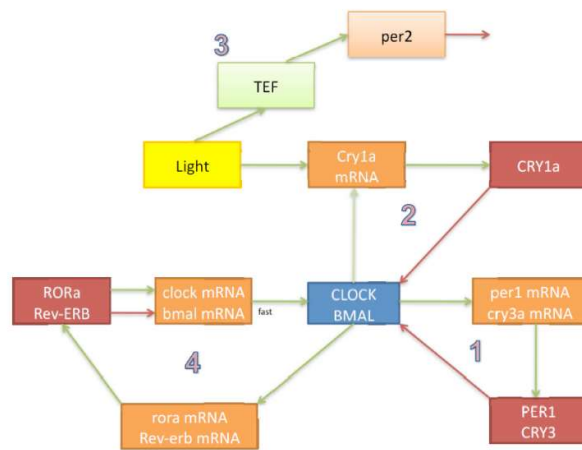 3
per2
TEF
Light
Cry1a
mRNA
CRY1a
2
RORa
Rev-ERB
clock mRNA
bmal mRNA
fast
CLOCK
BMAL
per1 mRNA
cry3a mRNA
1
4
rora mRNA
Rev-erb mRNA
PER1
CRY3